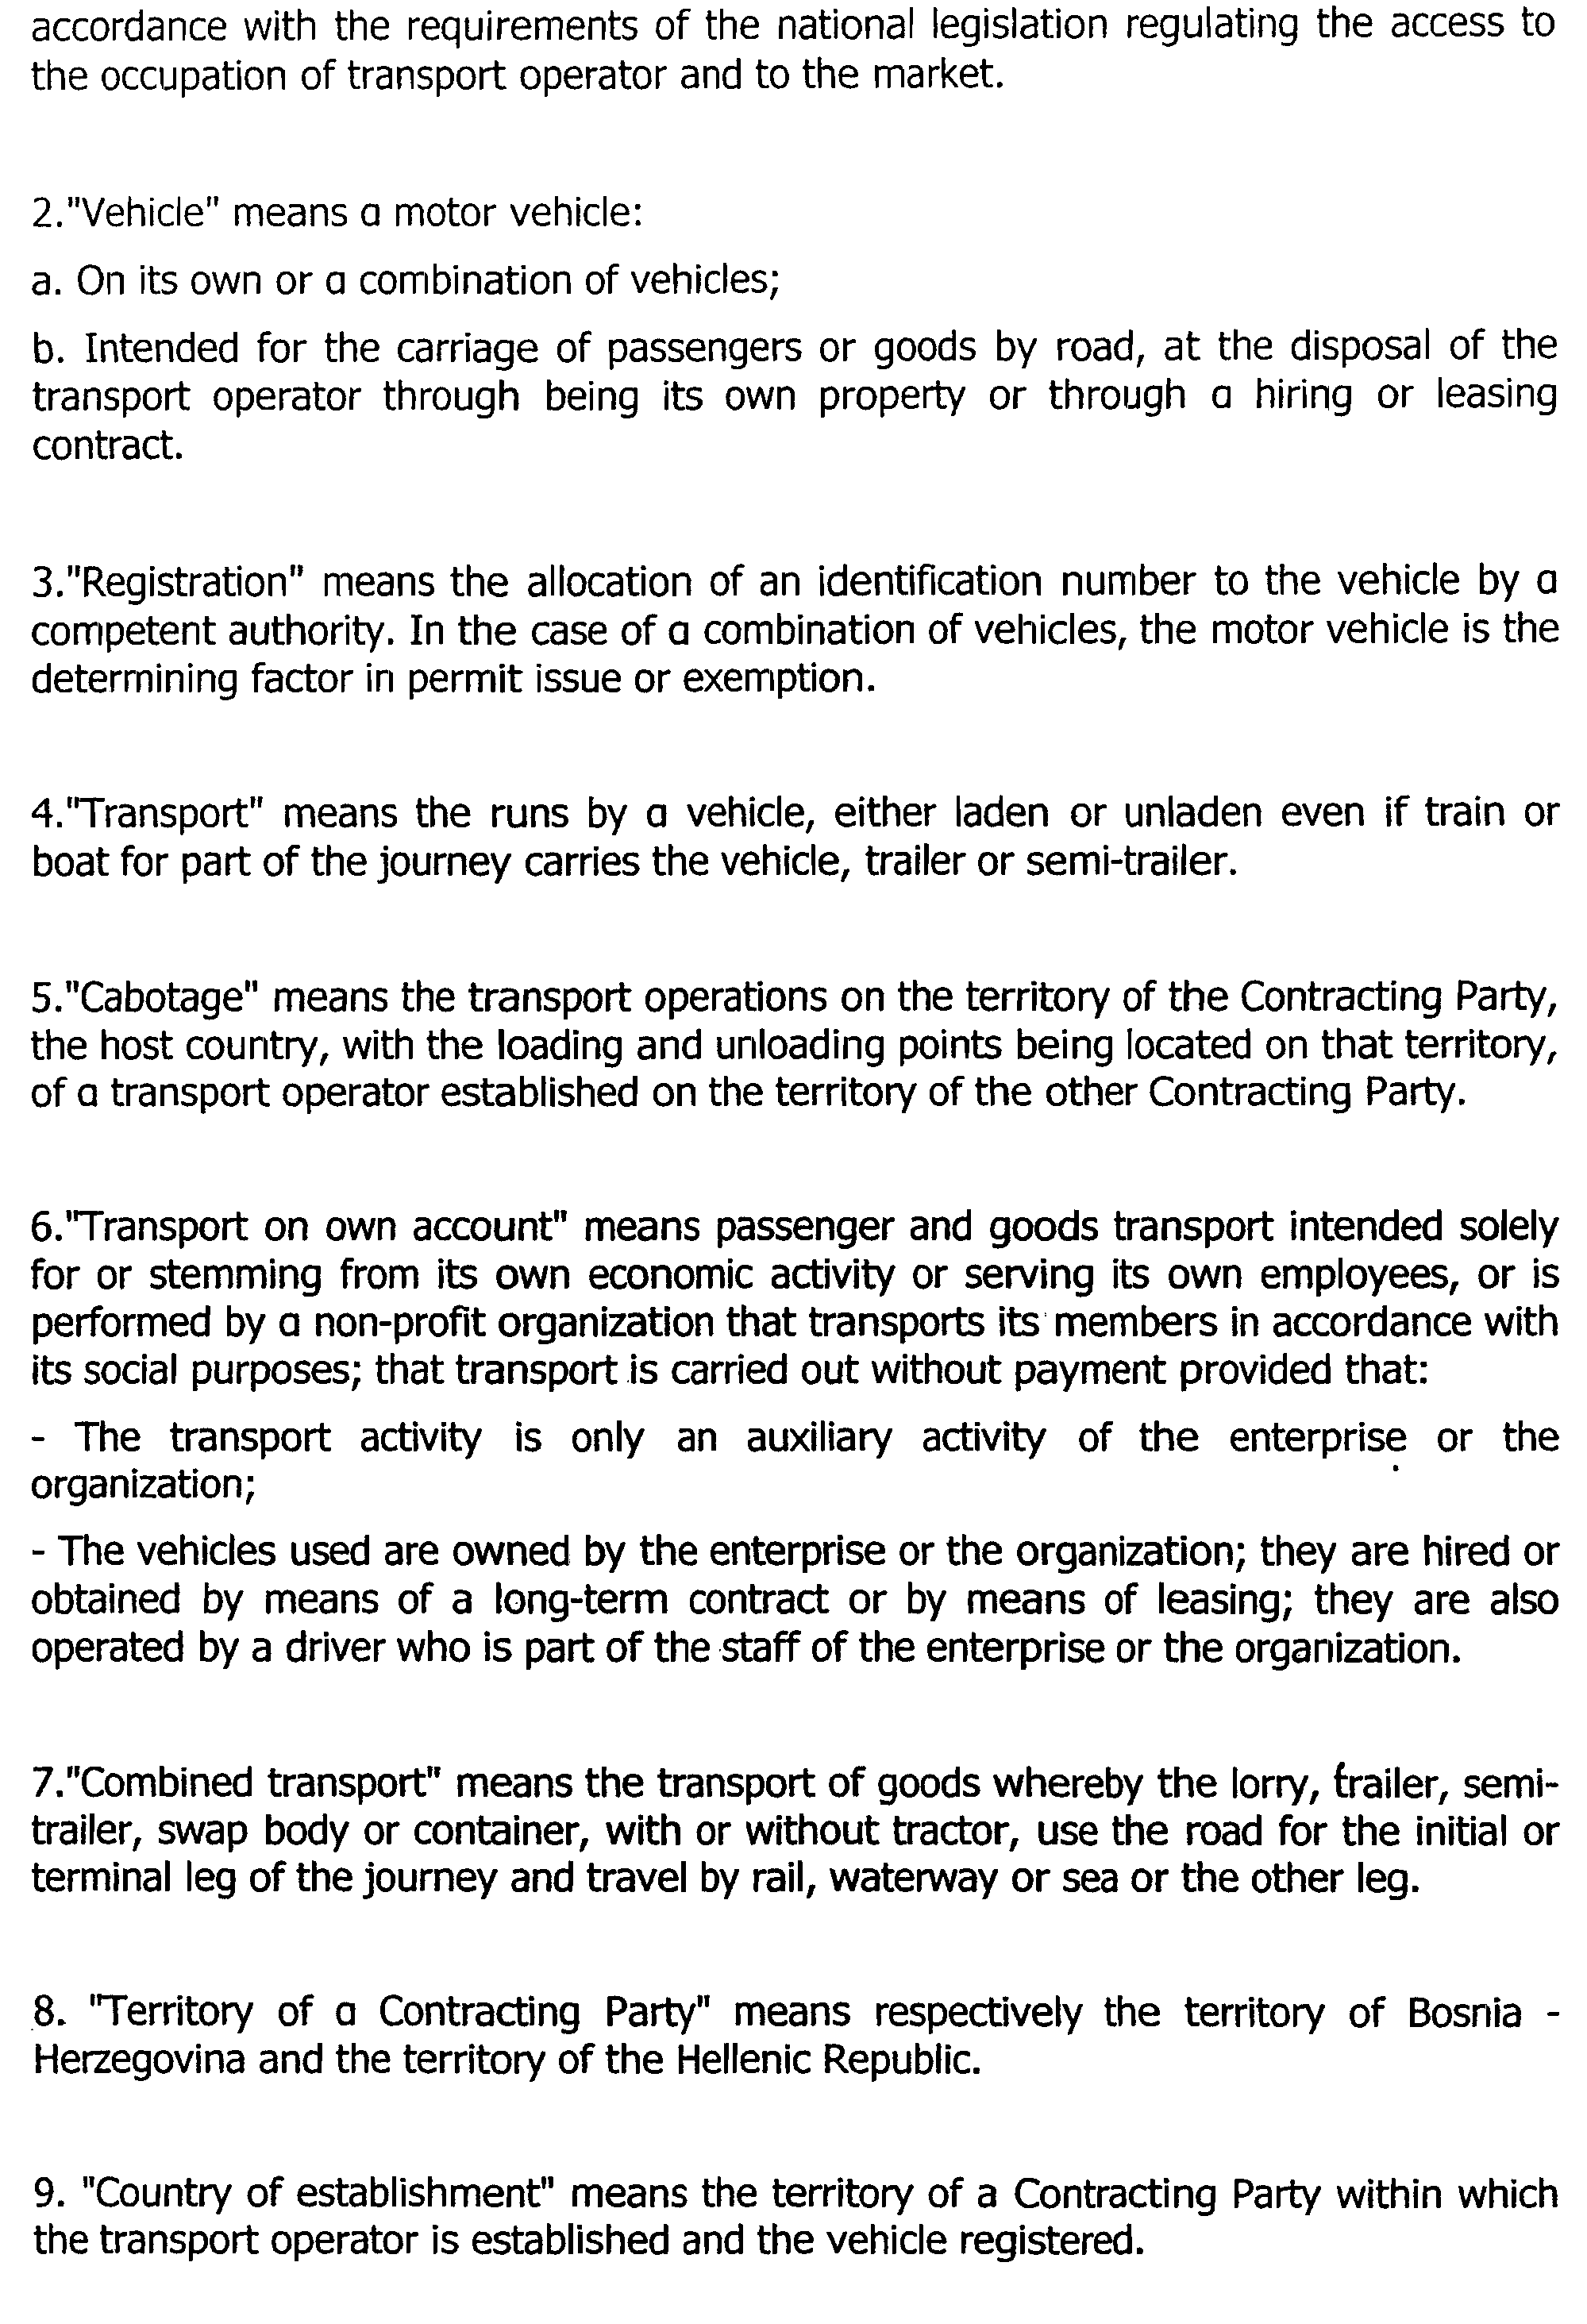 accordance with the requirements of the national legislation regulating the access to
the occupation of transport operator and to the market.
2."Vehicle" means a motor vehicle:
a. On its own or a combination of vehicles;
b. Intended for the carriage of passengers or goods by road, at the disposal of the
transport operator through being its own property or through a hiring or leasing
contract.
3."Registration" means the allocation of an identification number to the vehicle by a
competent authority. In the case of a combination of vehicles, the motor vehicle is the
determining factor in permit issue or exemption.
4."Transport" means the runs by a vehicle, either laden or unladen even if train or
boat for part of the journey carries the vehicle, trailer or semi-trailer.
5."Cabotage" means the transport operations on the territory of the Contracting Party,
the host country, with the loading and unloading points being located on that territory,
of a transport operator established on the territory of the other Contracting Party.
6."Transport on own account" means passenger and goods transport intended solely
for or stemming from its own economic activity or serving its own employees, or is
performed by a non-profit organization that transports its members in accordance with
its social purposes; that transport is carried out without payment provided that:
- The transport activity is only an auxiliary activity of the enterprise or the
organization;
- The vehicles used are owned by the enterprise or the organization; they are hired or
obtained by means of a long-term contract or by means of leasing; they are also
operated by a driver who is part of the staff of the enterprise or the organization.
7."Combined transport" means the transport of goods whereby the lorry, trailer, semi-
trailer, swap body or container, with or without tractor, use the road for the initial or
terminal leg of the journey and travel by rail, waterway or sea or the other leg.
8. "Territory of a Contracting Party" means respectively the territory of Bosnia -
Herzegovina and the territory of the Hellenic Republic.
9. "Country of establishment" means the territory of a Contracting Party within which
the transport operator is established and the vehicle registered.